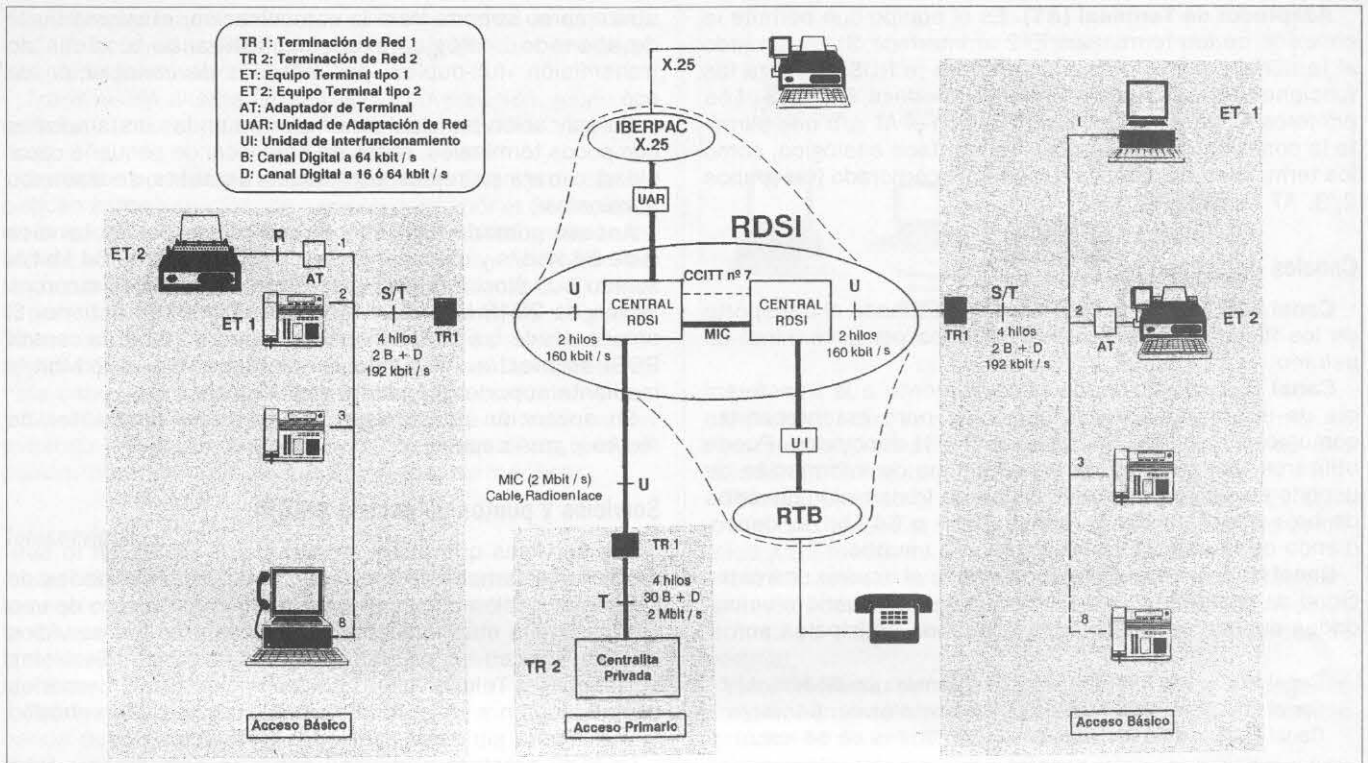 TR 1: Terminación de Red 1
TR 2: Terminación de Red 2
ET: Equipo Terminal tipo 1
ET 2: Equipo Terminal tipo 2
AT: Adaptador de Terminal
UAR: Unidad de Adaptación de Red
UI: Unidad de Interfuncionamiento
B: Canal Digital a 64 kbit / s
D: Canal Digital a 16 ó 64 kbit / s
X.25
IBERPAC
X.25
UAR
RDSI
CCITT nº 7
U
CENTRAL
RDSI
2 hilos
160 kbit / s
MIC
U
CENTRAL
RDSI
2 hilos
160 kbit / s
ET 2
R
AT
1
ET 1
2
3
8
S/T
4 hilos
2 B + D
192 kbit / s
TR1
Acceso Básico
MIC (2 Mbit / s)
Cable, Radioenlace
U
TR 1
4 hilos
30 B + D
2 Mbit / s
T
TR 2
Centralita
Privada
Acceso Primario
U I
RTB
TR1
S/T
4 hilos
2 B + D
192 kbit / s
1
ET 1
2
AT
ET 2
3
8
Acceso Básico